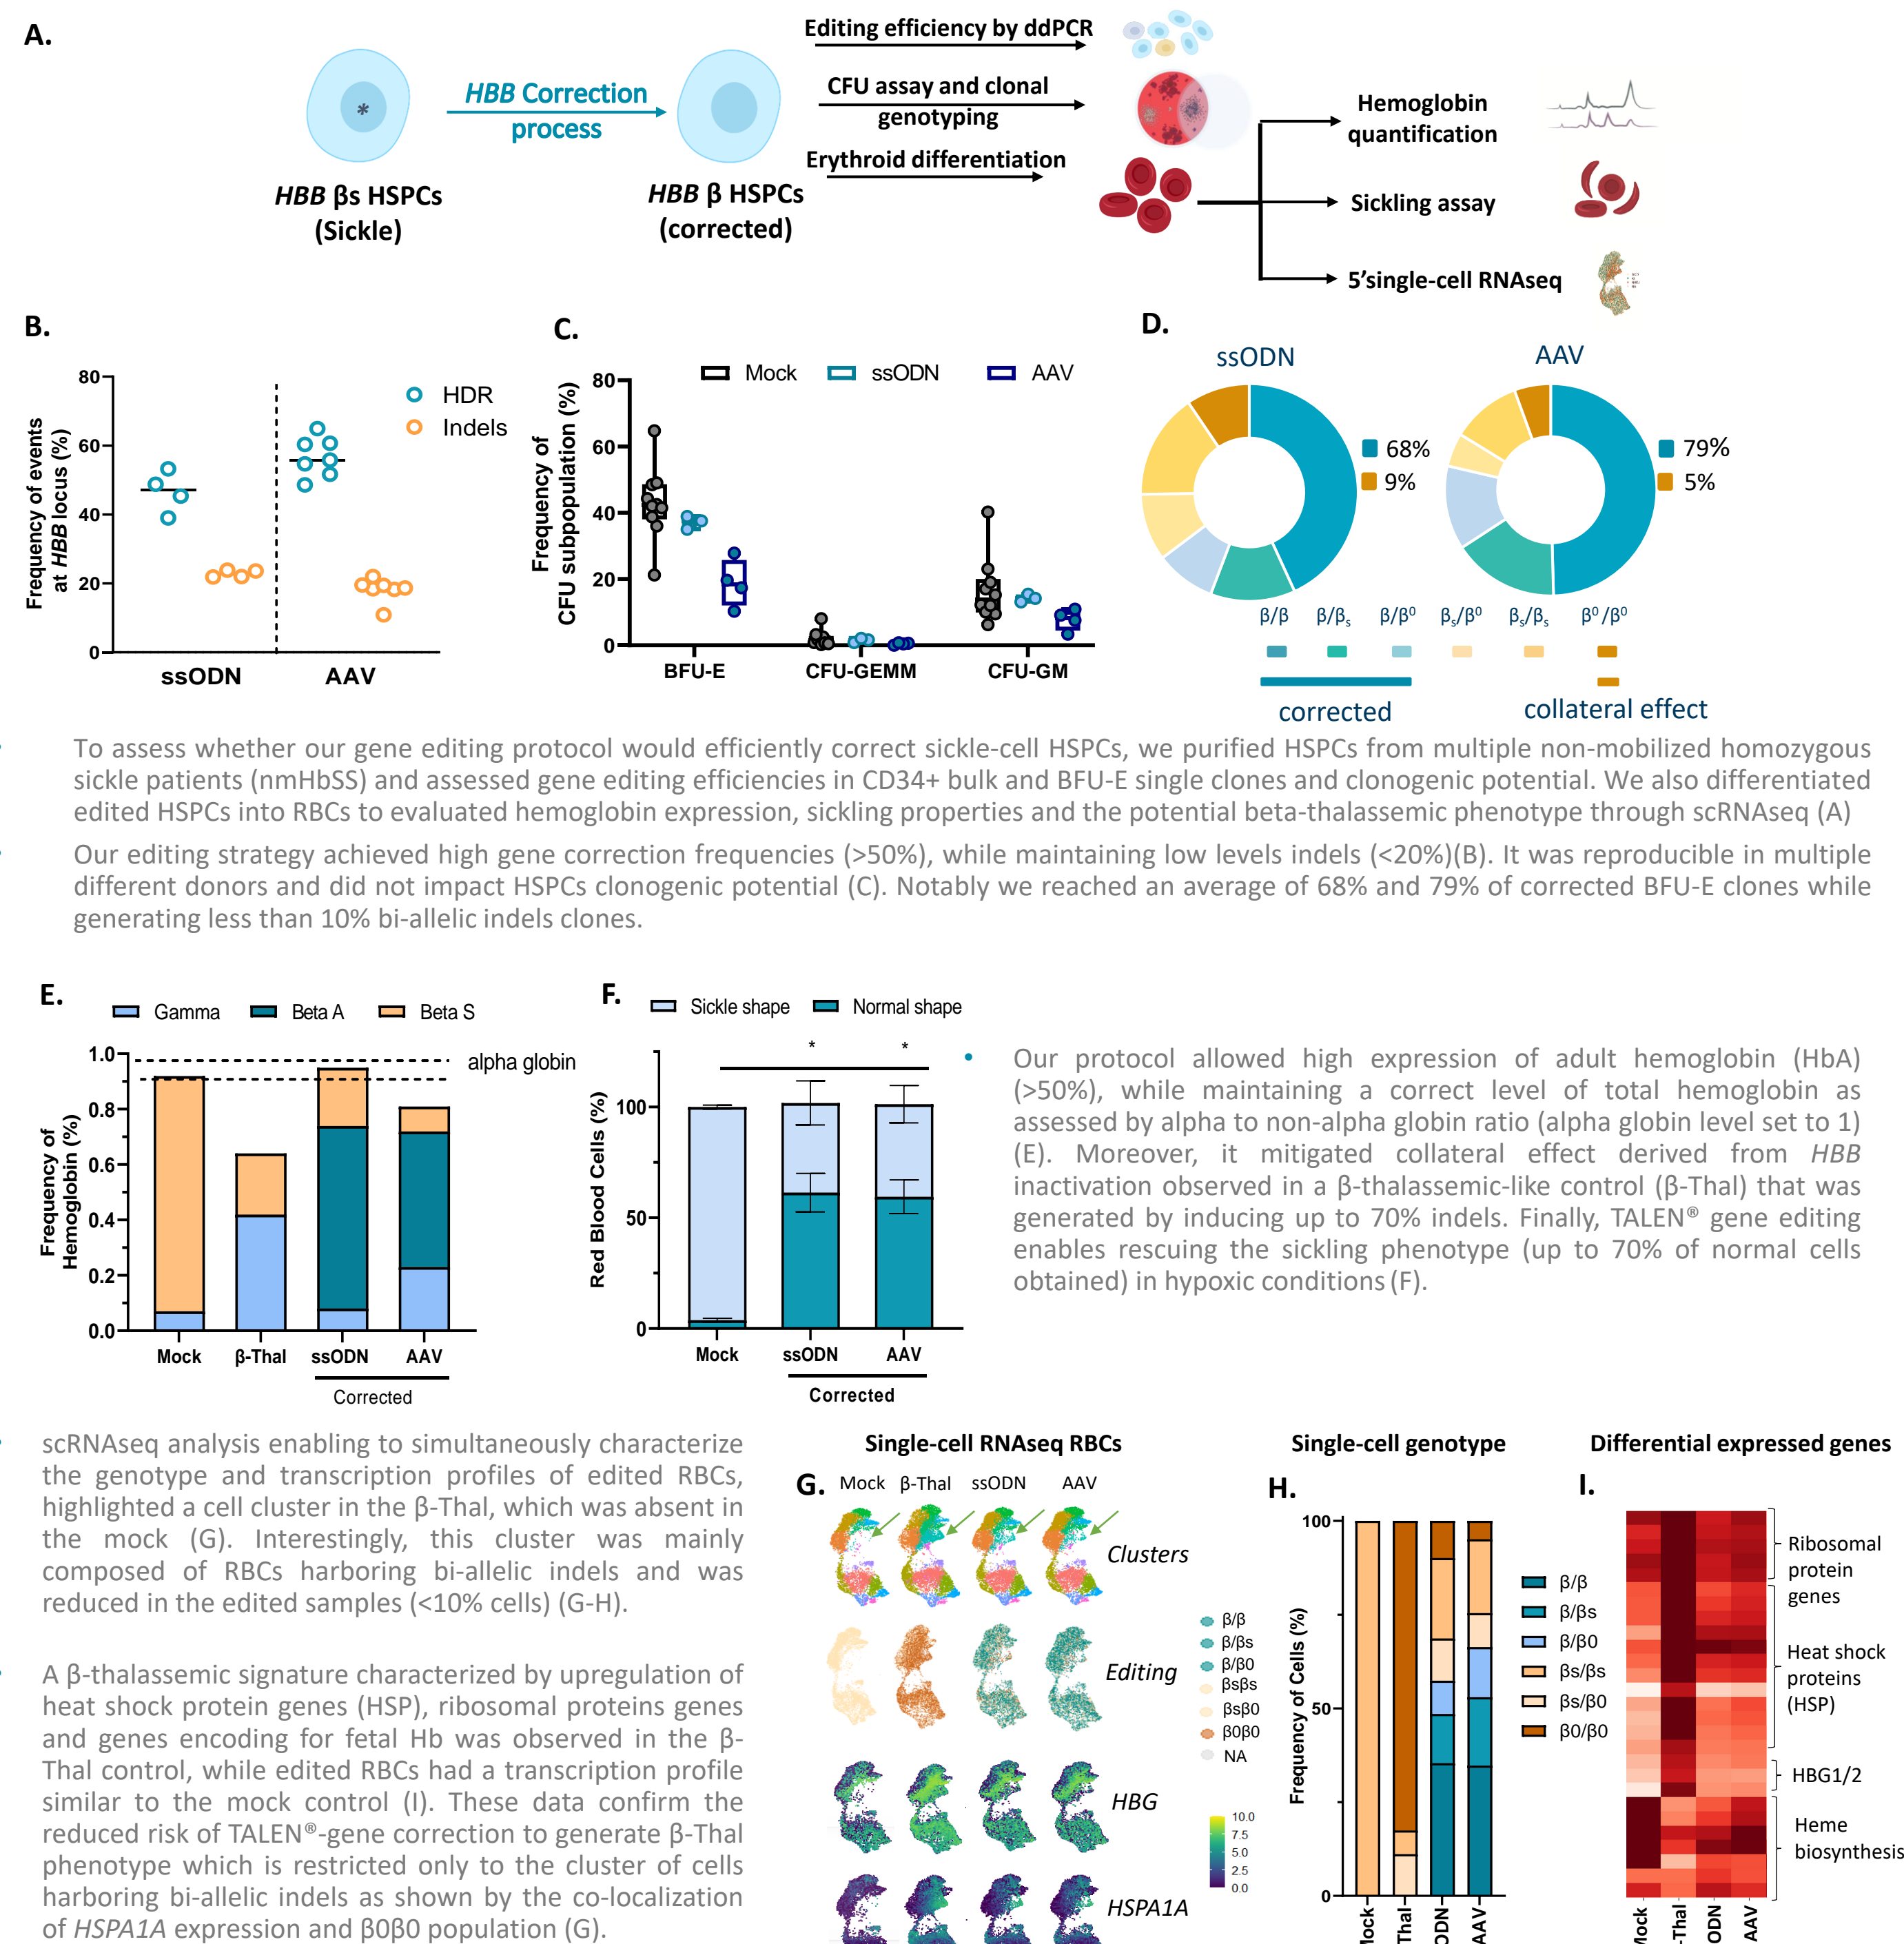 A.
Editing efficiency by ddPCR
HBB Correction
process
CFU assay and clonal
genotyping
Erythroid differentiation
*
HBB βs HSPCs
(Sickle)
HBB β HSPCs
(corrected)
Hemoglobin
quantification
Sickling assay
5'single-cell RNAseq
B.
Frequency of events
at HBB locus (%)
80
60
40
20
0
HDR
Indels
ssODN
AAV
C.
Frequency of
CFU subpopulation (%)
Mock
ssODN
AAV
80
60
40
20
0
BFU-E
CFU-GEMM
CFU-GM
D.
ssODN
AAV
68%
9%
79%
5%
β/β
β/βs
β/β⁰
βs/β⁰
βs/βs
β⁰/β⁰
corrected
collateral effect
• To assess whether our gene editing protocol would efficiently correct sickle-cell HSPCs, we purified HSPCs from multiple non-mobilized homozygous
sickle patients (nmHbSS) and assessed gene editing efficiencies in CD34+ bulk and BFU-E single clones and clonogenic potential. We also differentiated
edited HSPCs into RBCs to evaluated hemoglobin expression, sickling properties and the potential beta-thalassemic phenotype through scRNAseq (A)
• Our editing strategy achieved high gene correction frequencies (>50%), while maintaining low levels indels (<20%)(B). It was reproducible in multiple
different donors and did not impact HSPCs clonogenic potential (C). Notably we reached an average of 68% and 79% of corrected BFU-E clones while
generating less than 10% bi-allelic indels clones.
E.
Gamma
Beta A
Beta S
Frequency of
Hemoglobin (%)
1.0
0.8
0.6
0.4
0.2
0.0
alpha globin
Mock
β-Thal
ssODN
AAV
Corrected
F.
Sickle shape
Normal shape
Red Blood Cells (%)
100
50
0
*
*
Mock
ssODN
AAV
Corrected
• Our protocol allowed high expression of adult hemoglobin (HbA)
(>50%), while maintaining a correct level of total hemoglobin as
assessed by alpha to non-alpha globin ratio (alpha globin level set to 1)
(E). Moreover, it mitigated collateral effect derived from HBB
inactivation observed in a β-thalassemic-like control (β-Thal) that was
generated by inducing up to 70% indels. Finally, TALEN® gene editing
enables rescuing the sickling phenotype (up to 70% of normal cells
obtained) in hypoxic conditions (F).
• scRNAseq analysis enabling to simultaneously characterize
the genotype and transcription profiles of edited RBCs,
highlighted a cell cluster in the β-Thal, which was absent in
the mock (G). Interestingly, this cluster was mainly
composed of RBCs harboring bi-allelic indels and was
reduced in the edited samples (<10% cells) (G-H).
• A β-thalassemic signature characterized by upregulation of
heat shock protein genes (HSP), ribosomal proteins genes
and genes encoding for fetal Hb was observed in the β-
Thal control, while edited RBCs had a transcription profile
similar to the mock control (I). These data confirm the
reduced risk of TALEN®-gene correction to generate β-Thal
phenotype which is restricted only to the cluster of cells
harboring bi-allelic indels as shown by the co-localization
of HSPA1A expression and β0β0 population (G).
Single-cell RNAseq RBCs
G.
Mock
β-Thal
ssODN
AAV
Clusters
Editing
HBG
HSPA1A
β/β
β/βs
β/β0
βsβs
βsβ0
β0β0
NA
10.0
7.5
5.0
2.5
0.0
Single-cell genotype
H.
Frequency of Cells (%)
100
50
0
β/β
β/βs
β/β0
βs/βs
βs/β0
β0/β0
AAV
Differential expressed genes
I.
Ribosomal
protein
genes
Heat shock
proteins
(HSP)
HBG1/2
Heme
biosynthesis
AAV